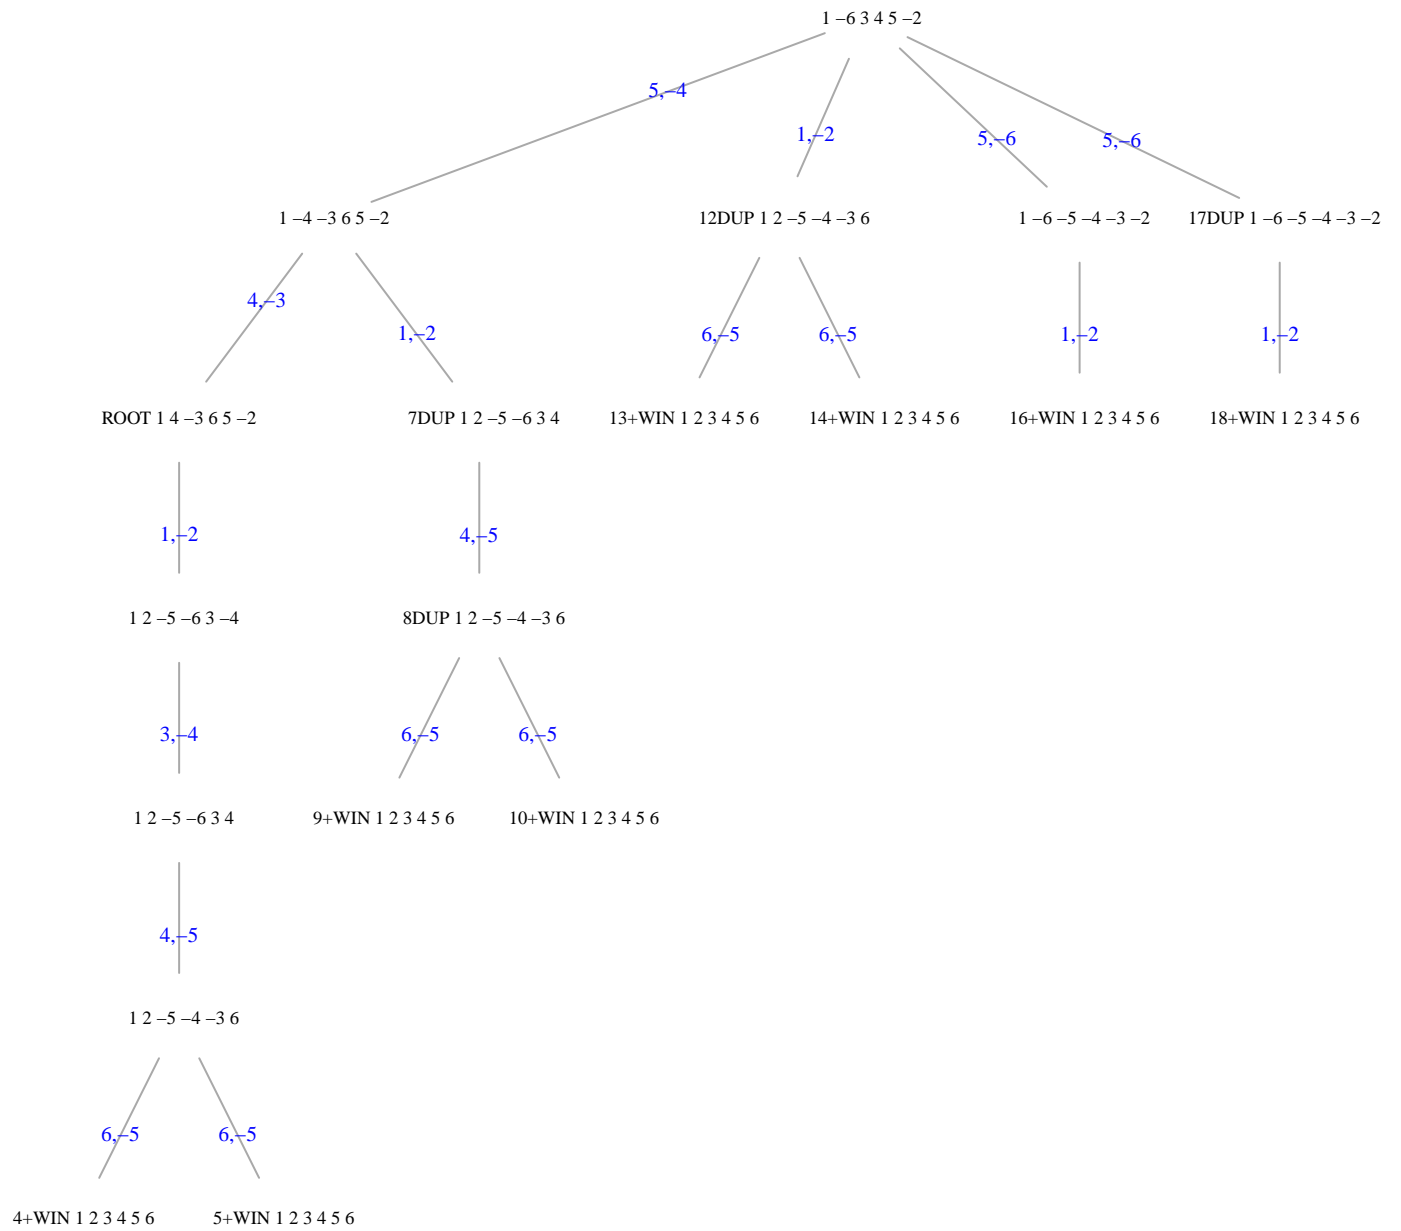 1 –6 3 4 5 –2
5,–4
1,–2
5,–6
5,–6
1 –4 –3 6 5 –2
12DUP 1 2 –5 –4 –3 6
1 –6 –5 –4 –3 –2
17DUP 1 –6 –5 –4 –3 –2
4,–3
1,–2
6,–5
6,–5
1,–2
1,–2
ROOT 1 4 –3 6 5 –2
7DUP 1 2 –5 –6 3 4
13+WIN 1 2 3 4 5 6
14+WIN 1 2 3 4 5 6
16+WIN 1 2 3 4 5 6
18+WIN 1 2 3 4 5 6
1,–2
4,–5
1 2 –5 –6 3 –4
8DUP 1 2 –5 –4 –3 6
3,–4
6,–5
6,–5
1 2 –5 –6 3 4
9+WIN 1 2 3 4 5 6
10+WIN 1 2 3 4 5 6
4,–5
1 2 –5 –4 –3 6
6,–5
6,–5
4+WIN 1 2 3 4 5 6
5+WIN 1 2 3 4 5 6